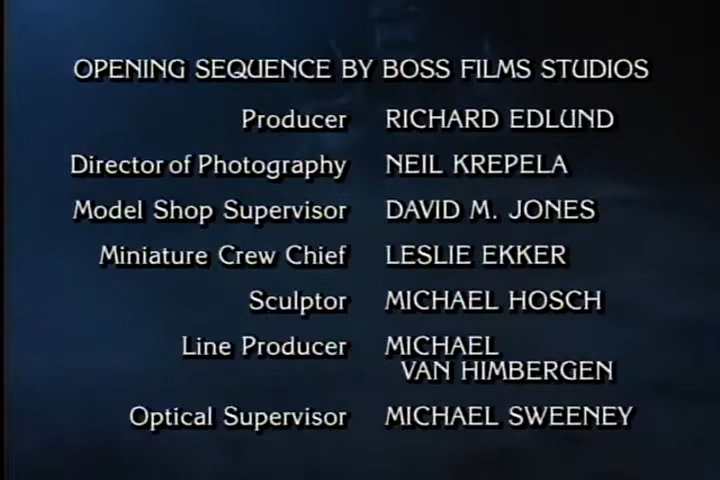 OPENING SEQUENCE BY BOSS FILMS STUDIOS
Producer RICHARD EDLUND
Director of Photography NEIL KREPELA
Model Shop Supervisor DAVID M. JONES
Miniature Crew Chief LESLIE EKKER
Sculptor MICHAEL HOSCH
Line Producer MICHAEL
VAN HIMBERGEN
Optical Supervisor MICHAEL SWEENEY